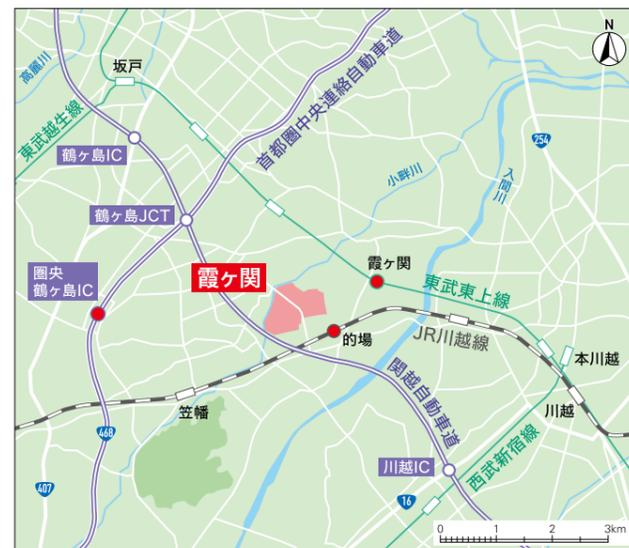 N
坂戸
高麗川
首都圏中央連絡自動車道
東武越生線
鶴ヶ島IC
254
小畔川
入間川
鶴ヶ島JCT
霞ヶ関
霞ヶ関
圏央
鶴ヶ島IC
東武東上線
的場
JR川越線
本川越
笠幡
関越自動車道
川越
468
西武新宿線
川越IC
407
16
0 1 2 3km